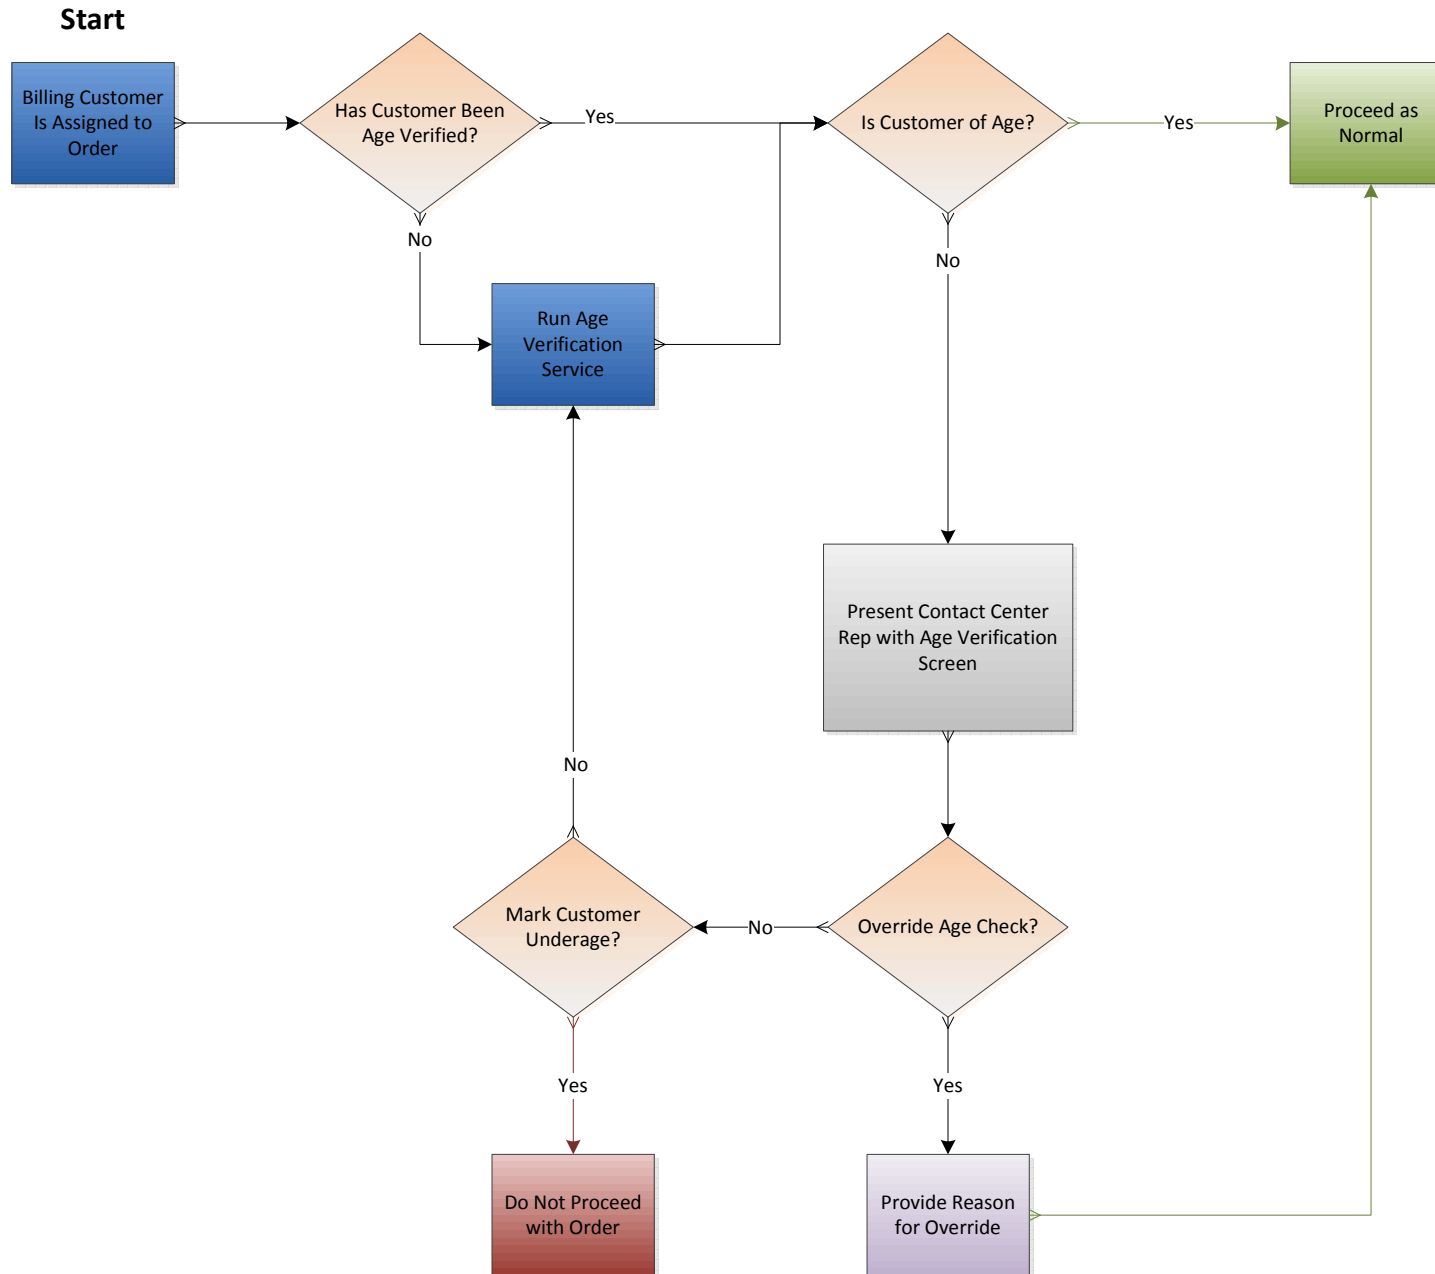 Start
Billing Customer
Is Assigned to
Order
Has Customer Been
Age Verified?
Yes
Is Customer of Age?
Yes
Proceed as
Normal
No
No
Run Age
Verification
Service
Present Contact Center
Rep with Age Verification
Screen
No
Mark Customer
Underage?
No
Override Age Check?
Yes
Yes
Do Not Proceed
with Order
Provide Reason
for Override